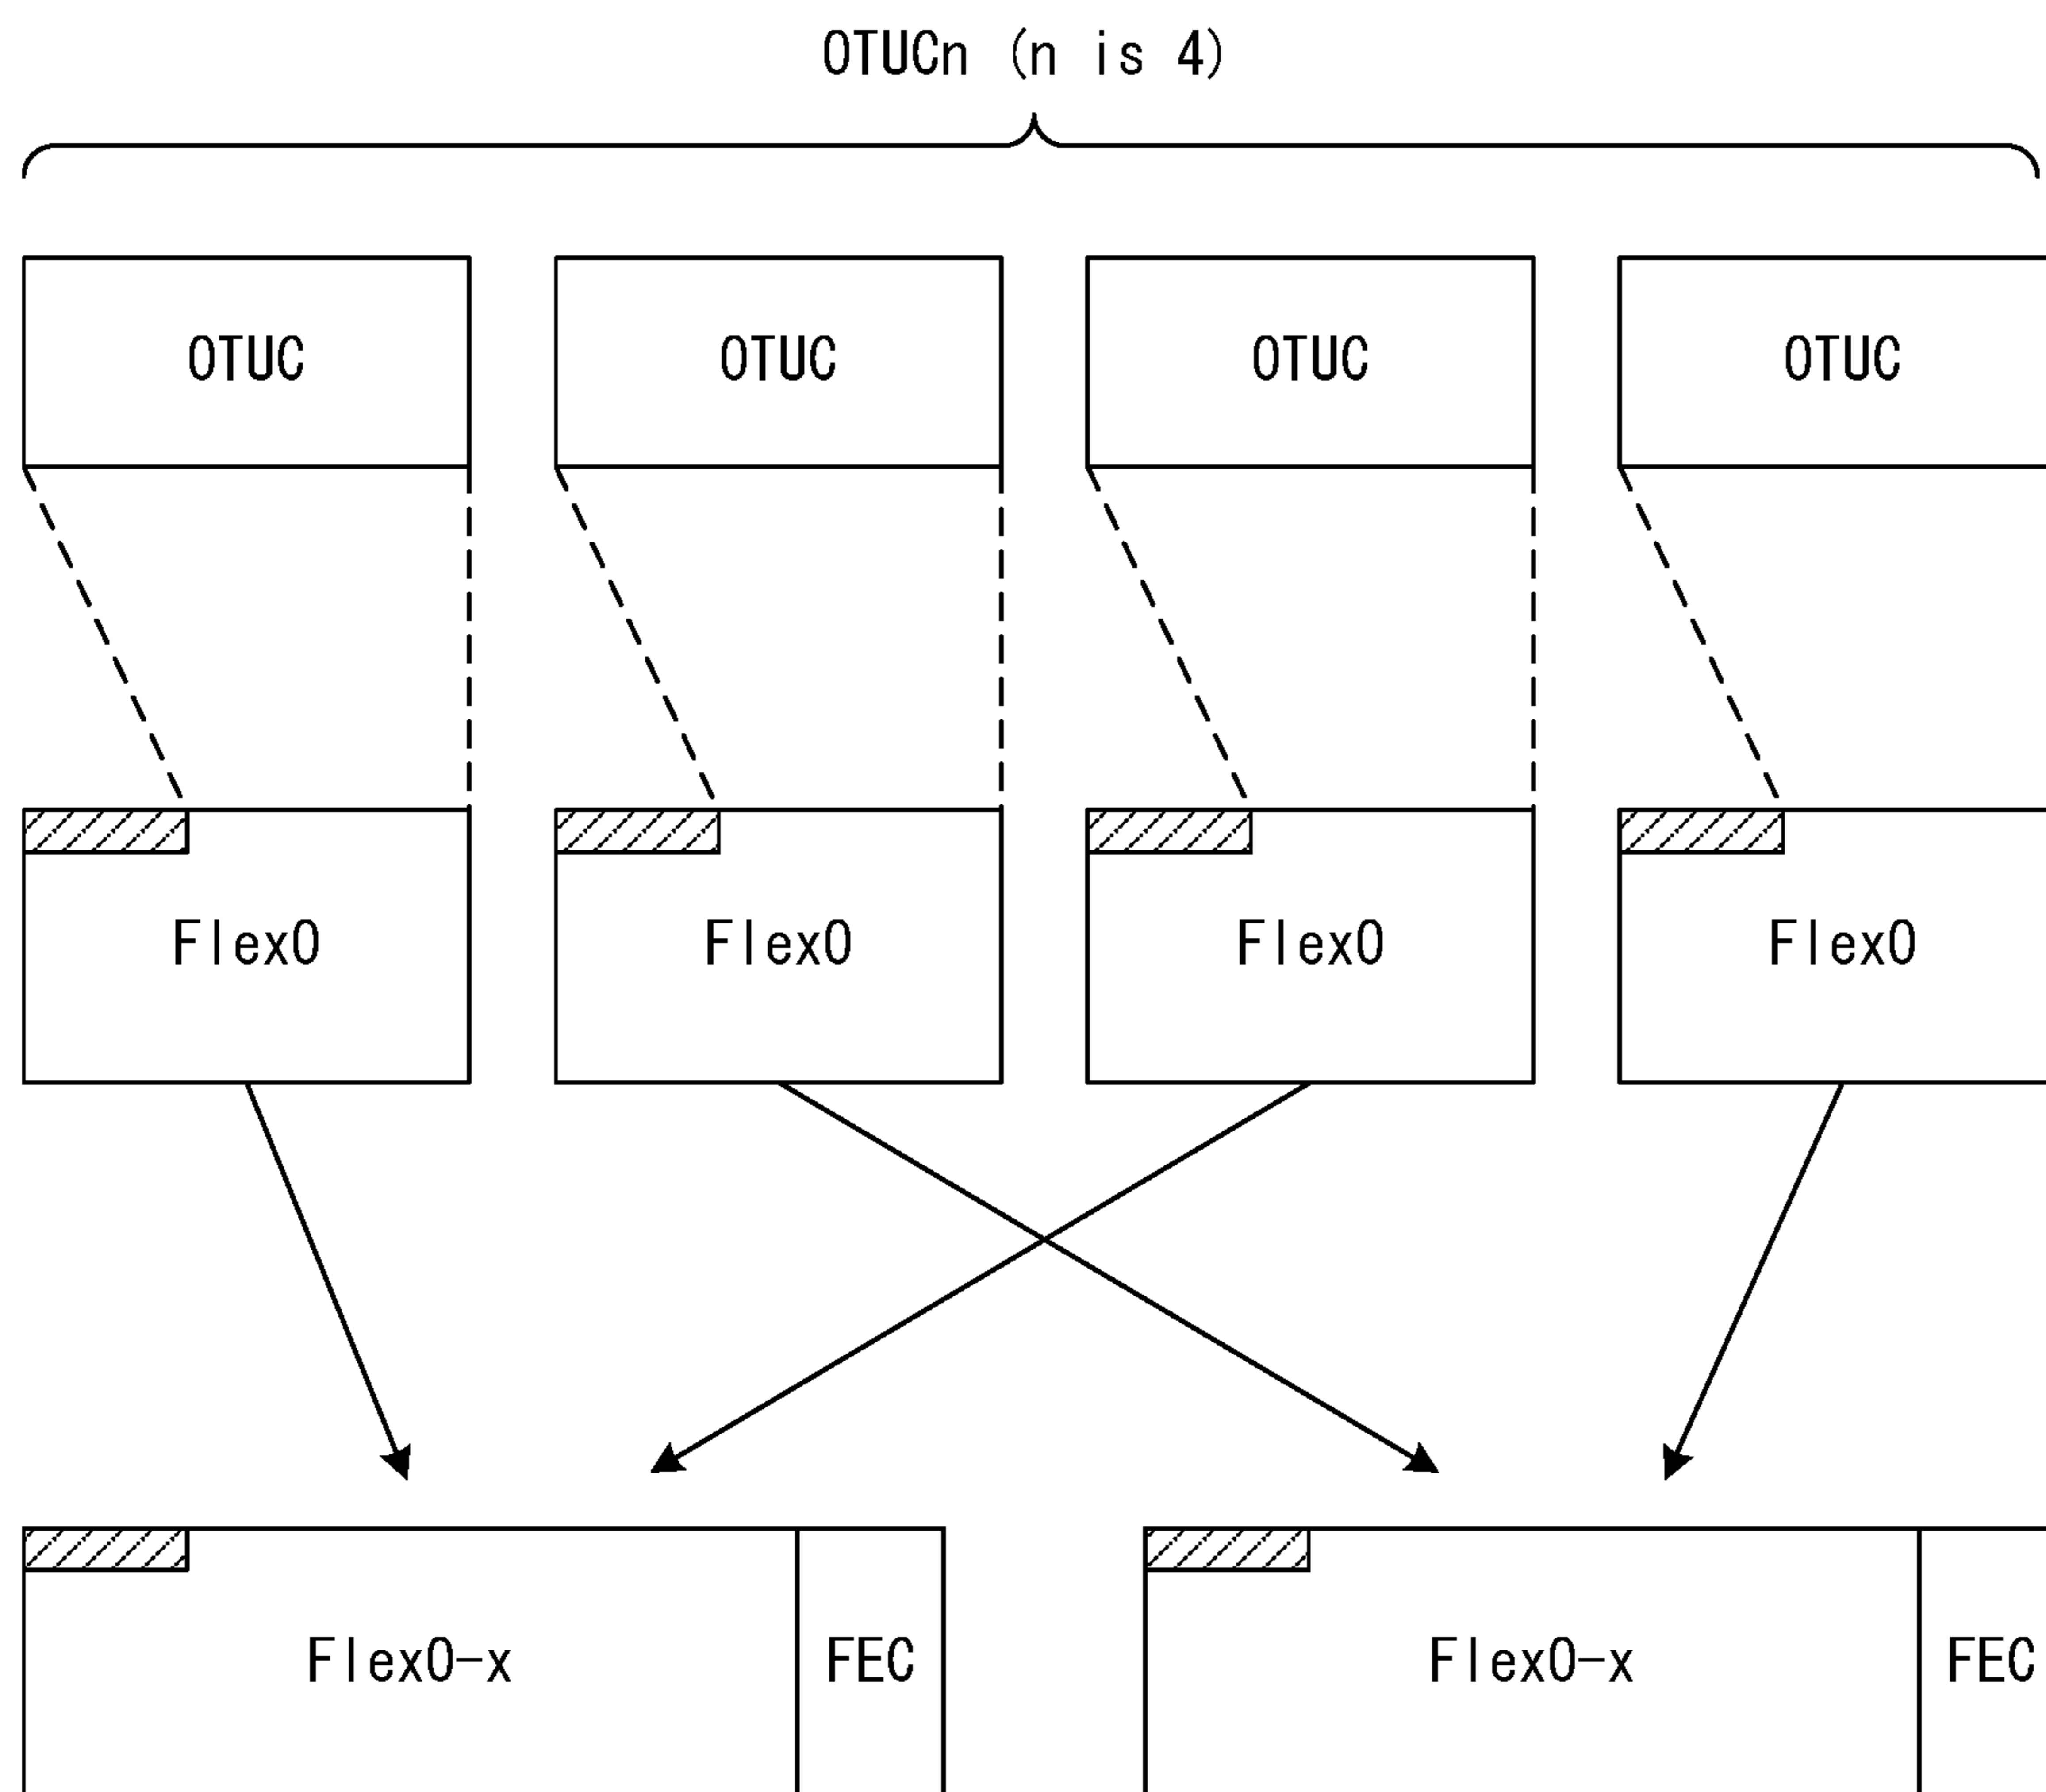 OTUCn (n is 4)
OTUC OTUC OTUC OTUC
FlexO FlexO FlexO FlexO
FlexO-x FEC FlexO-x FEC